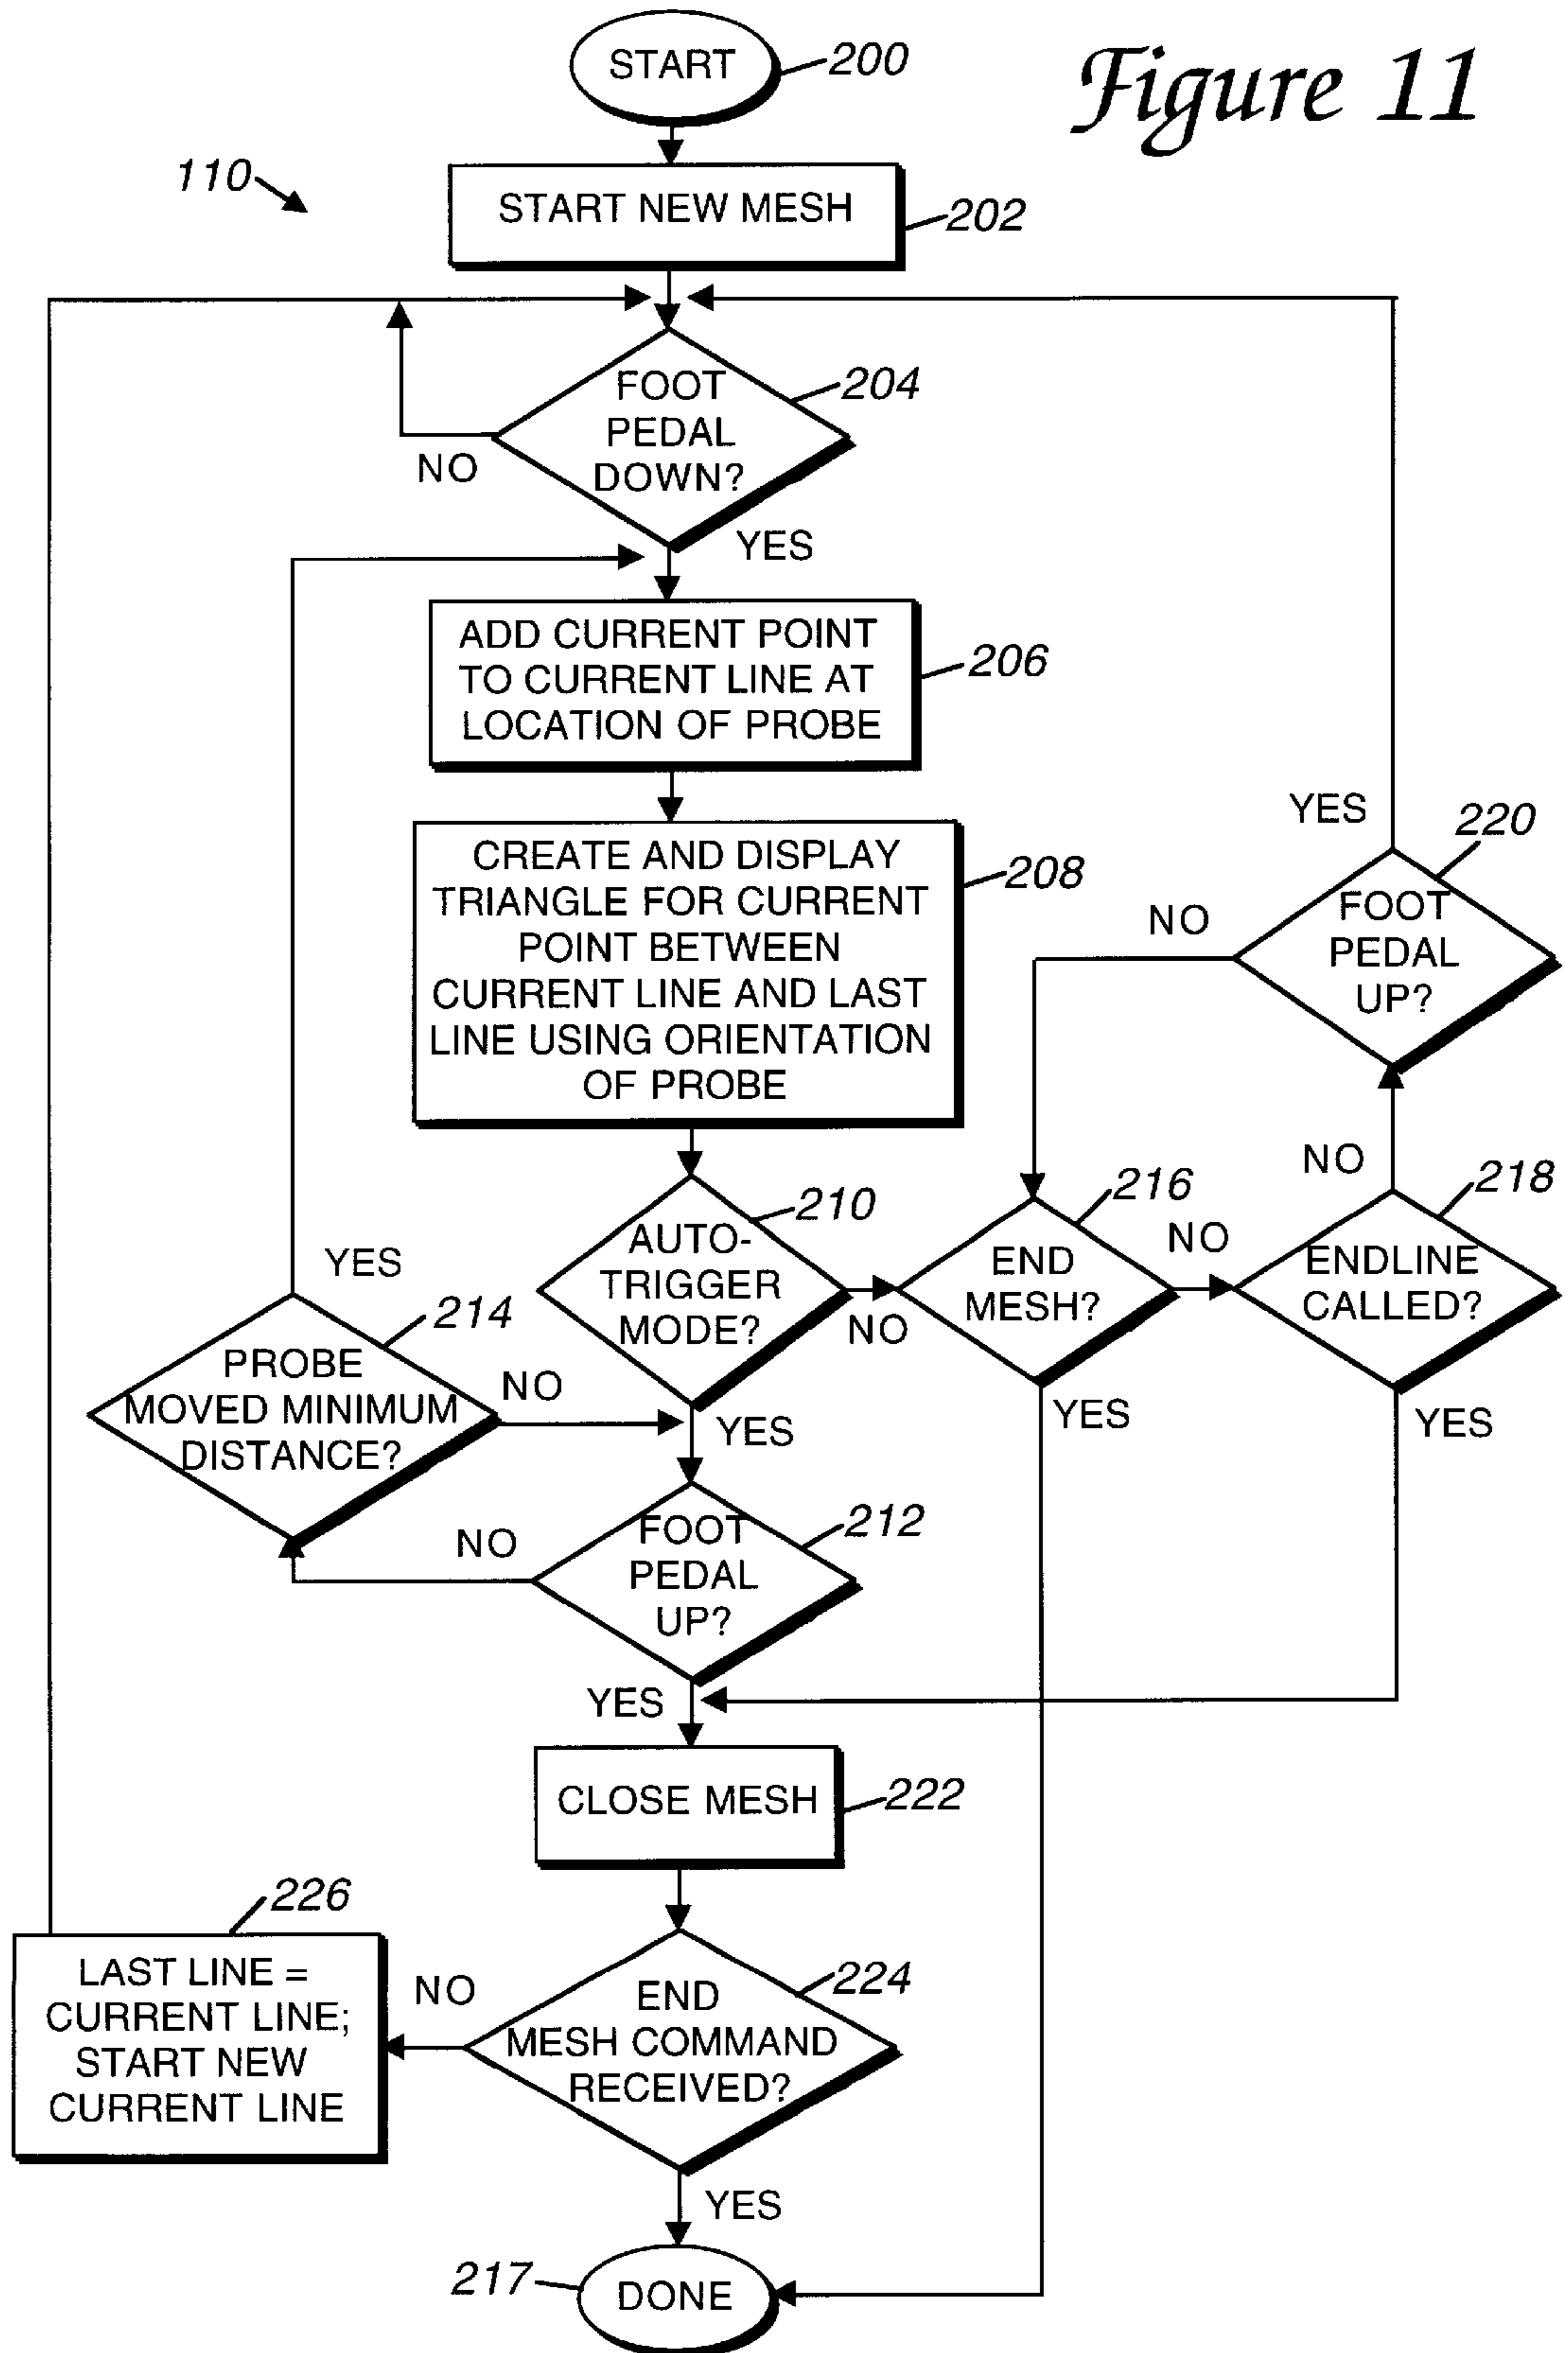 START
200
Figure 11
110
START NEW MESH
202
FOOT
PEDAL
DOWN?
204
NO
YES
ADD CURRENT POINT
TO CURRENT LINE AT
LOCATION OF PROBE
206
CREATE AND DISPLAY
TRIANGLE FOR CURRENT
POINT BETWEEN
CURRENT LINE AND LAST
LINE USING ORIENTATION
OF PROBE
208
YES
220
FOOT
PEDAL
UP?
NO
AUTO-
TRIGGER
MODE?
210
NO
YES
END
MESH?
216
NO
YES
ENDLINE
CALLED?
218
NO
YES
YES
214
PROBE
MOVED MINIMUM
DISTANCE?
NO
FOOT
PEDAL
UP?
212
NO
YES
CLOSE MESH
222
226
LAST LINE =
CURRENT LINE;
START NEW
CURRENT LINE
NO
END
MESH COMMAND
RECEIVED?
224
YES
217
DONE